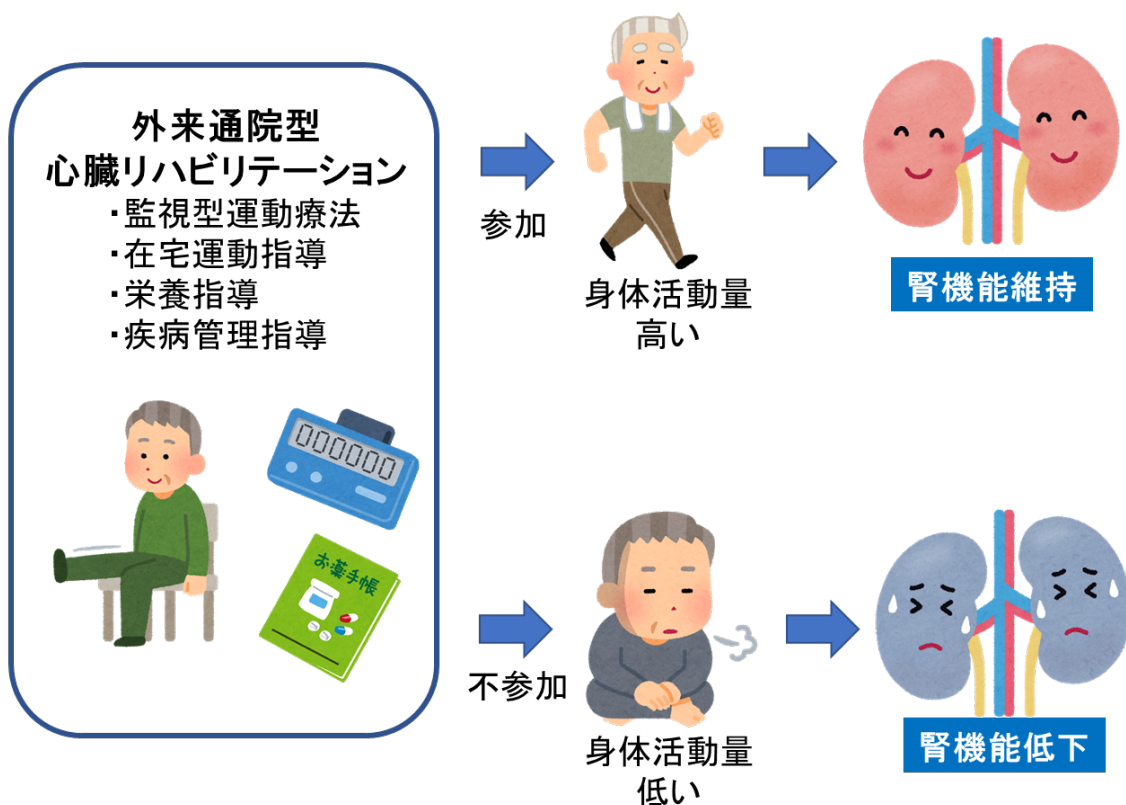 外来通院型
心臓リハビリテーション
・監視型運動療法
・在宅運動指導
・栄養指導
・疾病管理指導
000000
お薬手帳
参加
身体活動量
高い
腎機能維持
不参加
身体活動量
低い
腎機能低下